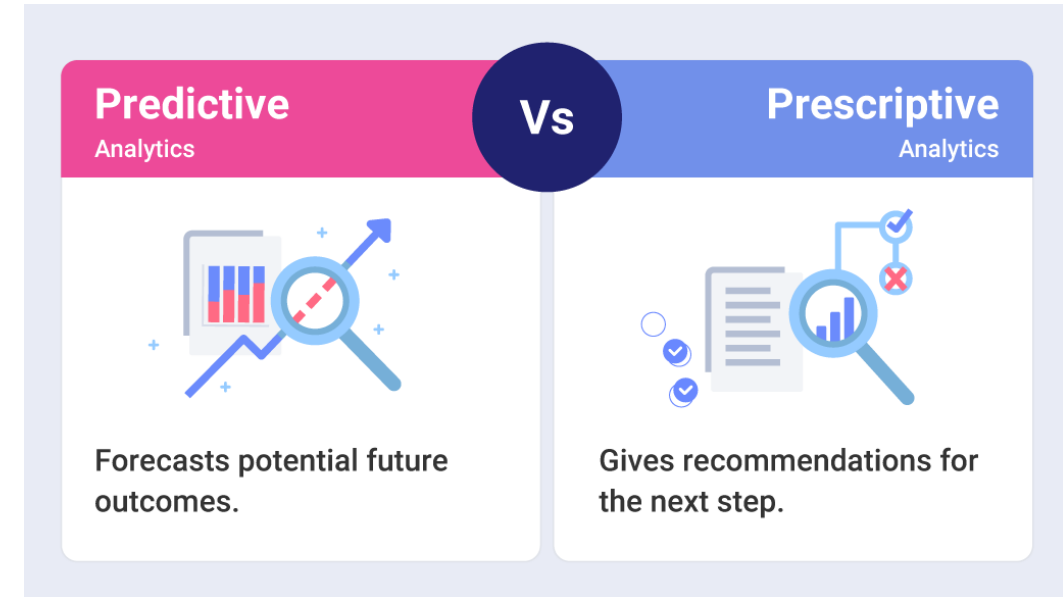 Predictive
Analytics
Vs
Prescriptive
Analytics
Forecasts potential future
outcomes.
Gives recommendations for
the next step.